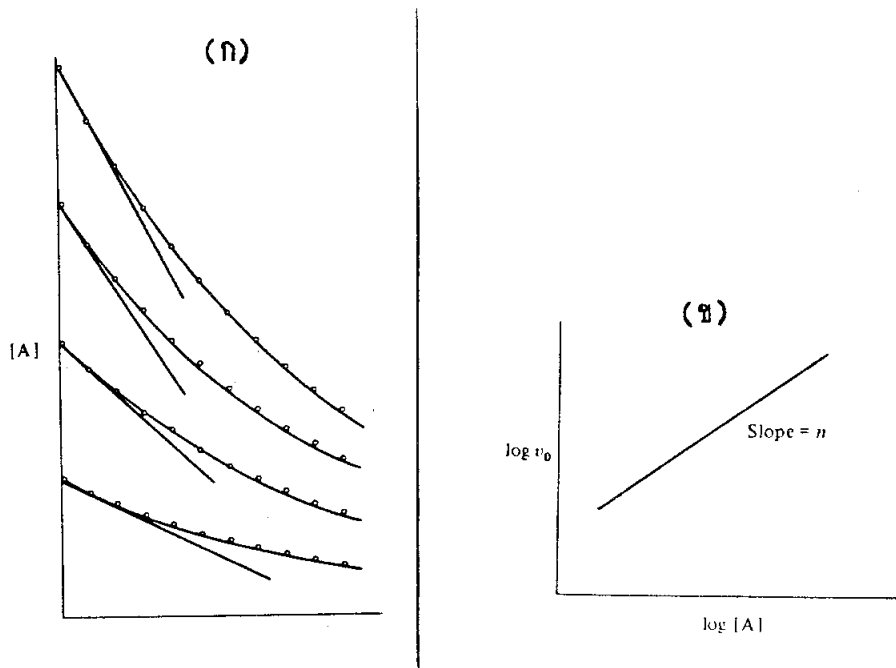 (ก)
[A]
(ข)
Slope = n
log v₀
log [A]